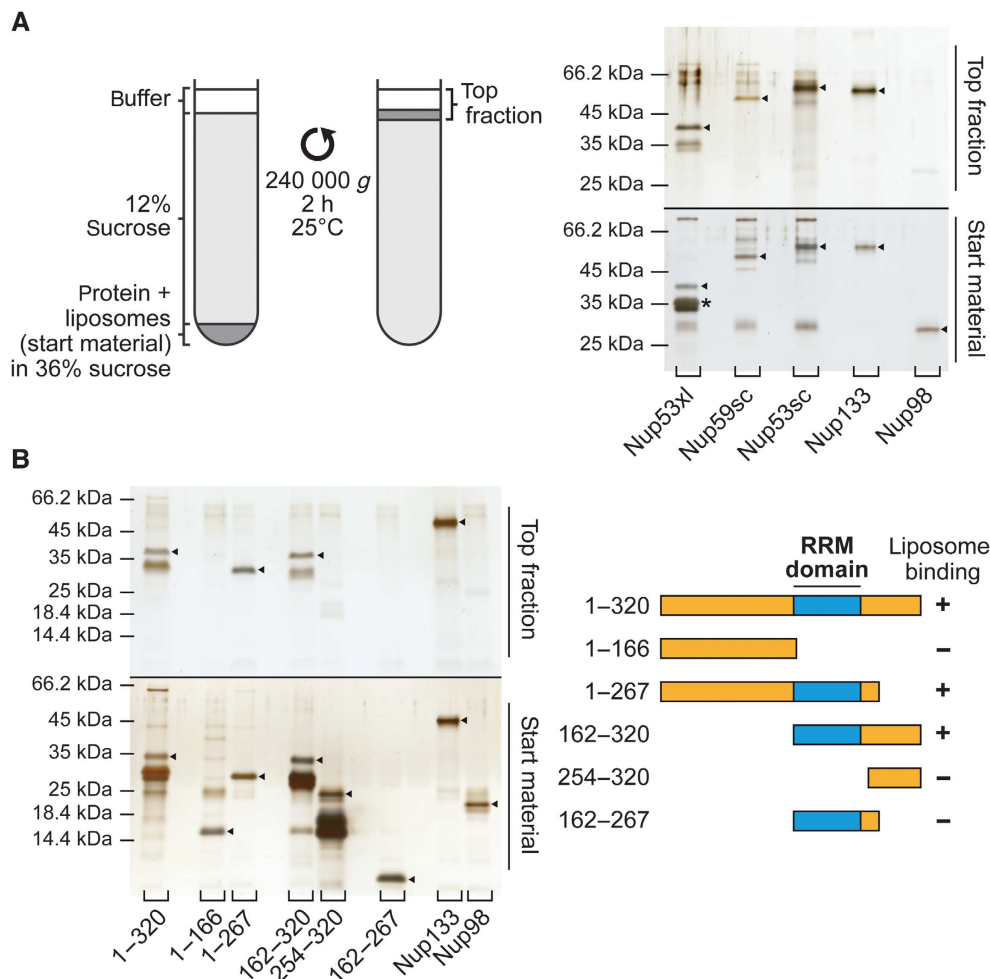 A
Buffer
12%
Sucrose
Protein +
liposomes
(start material)
in 36% sucrose
240 000 g
2 h
25°C
Top
fraction
66.2 kDa
45 kDa
35 kDa
25 kDa
Top fraction
66.2 kDa
45 kDa
35 kDa
25 kDa
*
Start material
Nup53xl
Nup59sc
Nup53sc
Nup133
Nup98
B
66.2 kDa
45 kDa
35 kDa
25 kDa
18.4 kDa
14.4 kDa
Top fraction
66.2 kDa
45 kDa
35 kDa
25 kDa
18.4 kDa
14.4 kDa
Start material
1–320
1–166
1–267
162–320
254–320
162–267
Nup133
Nup98
RRM
domain
Liposome
binding
1–320 +
1–166 –
1–267 +
162–320 +
254–320 –
162–267 –